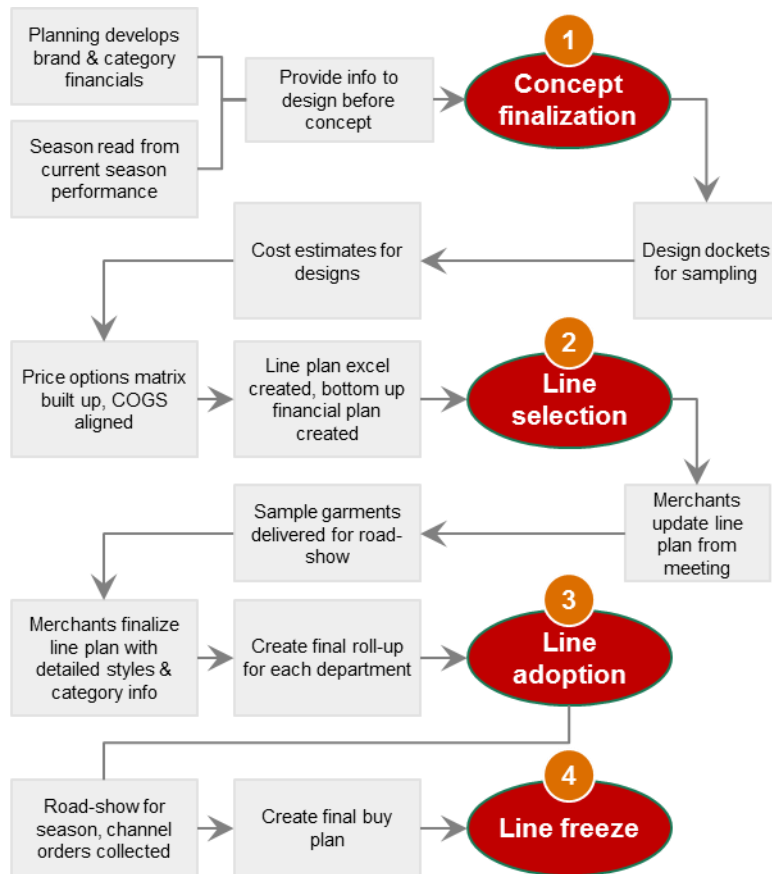 Planning develops
brand & category
financials
Season read from
current season
performance
Provide info to
design before
concept
1
Concept
finalization
Design dockets
for sampling
Cost estimates for
designs
Price options matrix
built up, COGS
aligned
Line plan excel
created, bottom up
financial plan
created
2
Line
selection
Merchants
update line
plan from
meeting
Sample garments
delivered for road-
show
Merchants finalize
line plan with
detailed styles &
category info
Create final roll-up
for each department
3
Line
adoption
Road-show for
season, channel
orders collected
Create final buy
plan
4
Line freeze